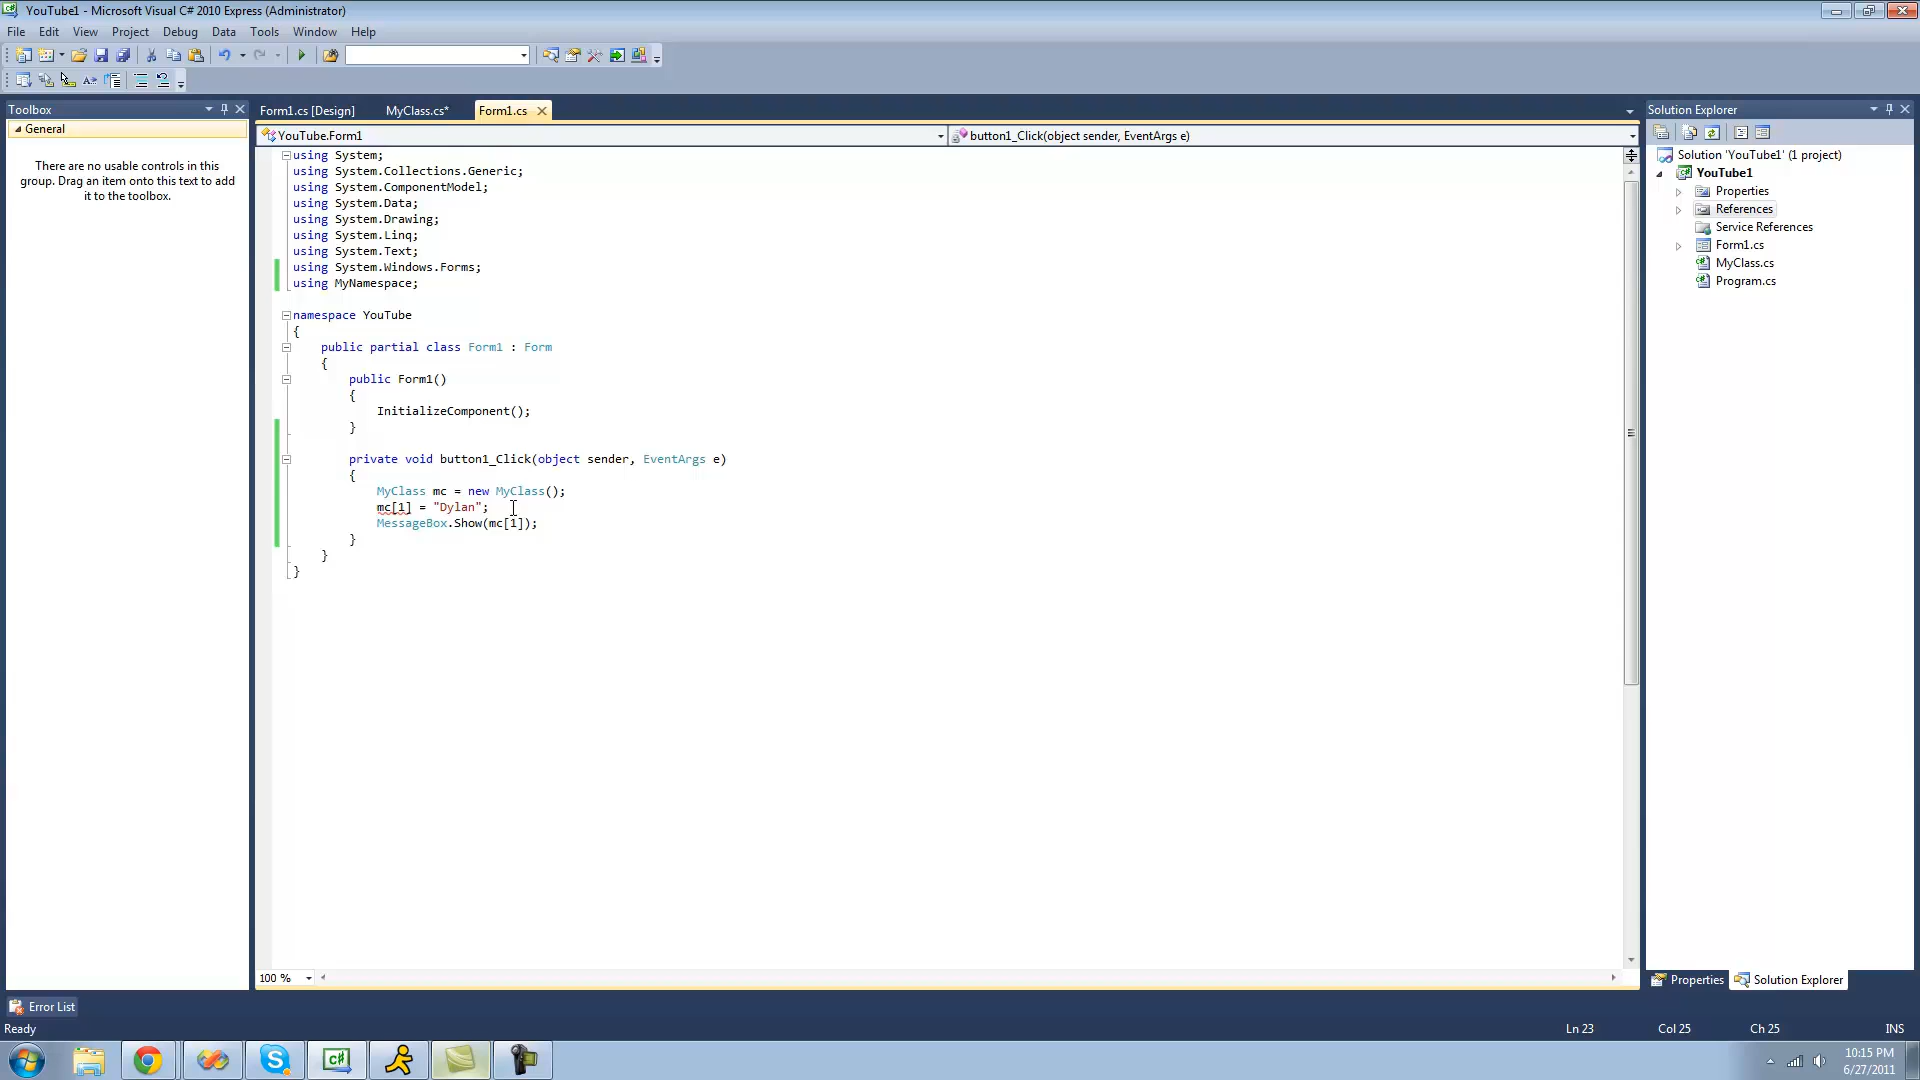 YouTube1 - Microsoft Visual C# 2010 Express (Administrator)
File Edit View Project Debug Data Tools Window Help
Toolbox
General
There are no usable controls in this
group. Drag an item onto this text to add
it to the toolbox.
Form1.cs [Design] MyClass.cs* Form1.cs
YouTube.Form1 button1_Click(object sender, EventArgs e)
using System;
using System.Collections.Generic;
using System.ComponentModel;
using System.Data;
using System.Drawing;
using System.Linq;
using System.Text;
using System.Windows.Forms;
using MyNamespace;
namespace YouTube
{
public partial class Form1 : Form
{
public Form1()
{
InitializeComponent();
}
private void button1_Click(object sender, EventArgs e)
{
MyClass mc = new MyClass();
mc[1] = "Dylan";
MessageBox.Show(mc[1]);
}
}
}
100 %
Solution Explorer
Solution 'YouTube1' (1 project)
YouTube1
Properties
References
Service References
Form1.cs
MyClass.cs
Program.cs
Properties Solution Explorer
Error List
Ready Ln 23 Col 25 Ch 25 INS
10:15 PM
6/27/2011